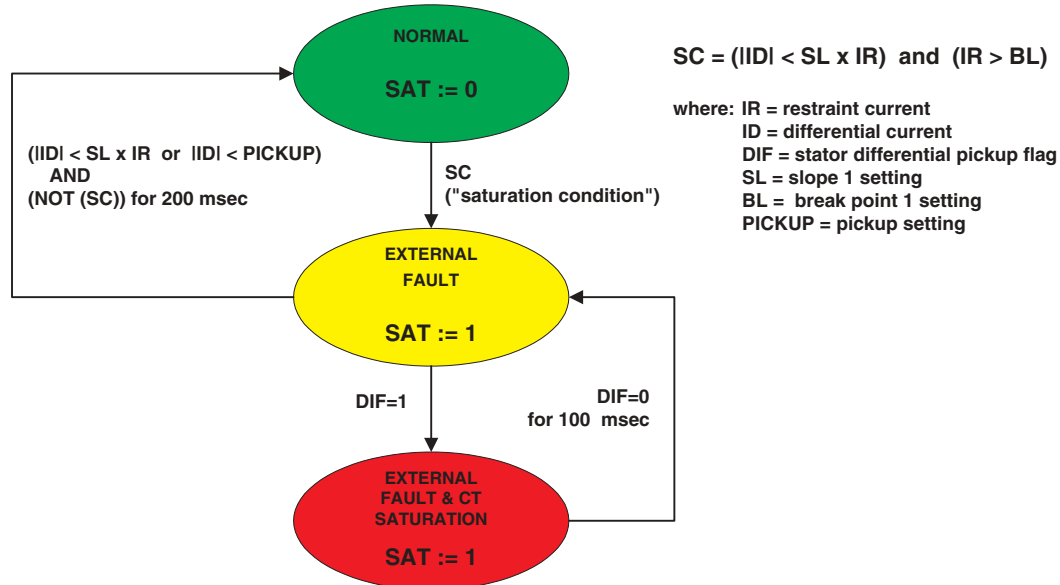 NORMAL
SAT := 0
SC = (|ID| < SL x IR) and (IR > BL)
where: IR = restraint current
ID = differential current
DIF = stator differential pickup flag
SL = slope 1 setting
BL = break point 1 setting
PICKUP = pickup setting
(|ID| < SL x IR or |ID| < PICKUP)
AND
(NOT (SC)) for 200 msec
SC
("saturation condition")
EXTERNAL
FAULT
SAT := 1
DIF=1
DIF=0
for 100 msec
EXTERNAL
FAULT & CT
SATURATION
SAT := 1